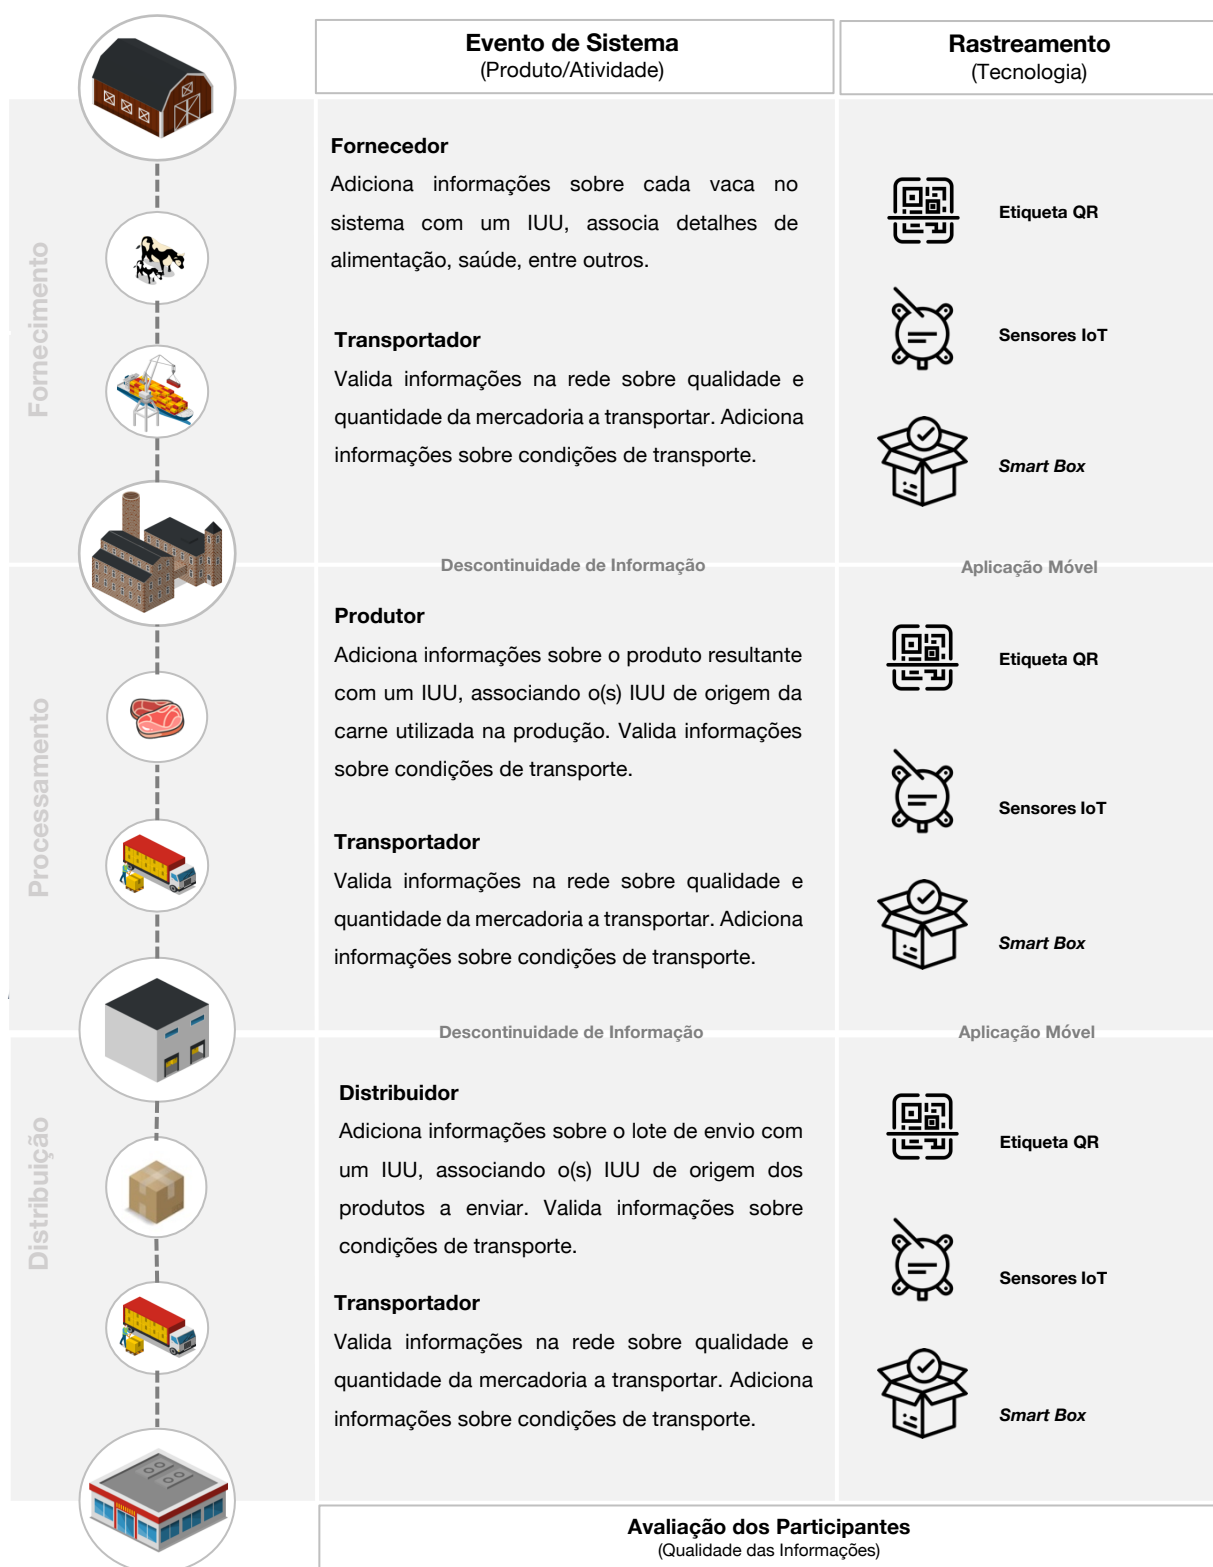 Evento de Sistema
(Produto/Atividade)
Rastreamento
(Tecnologia)
Fornecimento
Fornecedor
Adiciona informações sobre cada vaca no
sistema com um IUU, associa detalhes de
alimentação, saúde, entre outros.
Etiqueta QR
Transportador
Valida informações na rede sobre qualidade e
quantidade da mercadoria a transportar. Adiciona
informações sobre condições de transporte.
Sensores IoT
Smart Box
Descontinuidade de Informação
Aplicação Móvel
Processamento
Produtor
Adiciona informações sobre o produto resultante
com um IUU, associando o(s) IUU de origem da
carne utilizada na produção. Valida informações
sobre condições de transporte.
Etiqueta QR
Sensores IoT
Transportador
Valida informações na rede sobre qualidade e
quantidade da mercadoria a transportar. Adiciona
informações sobre condições de transporte.
Smart Box
Descontinuidade de Informação
Aplicação Móvel
Distribuição
Distribuidor
Adiciona informações sobre o lote de envio com
um IUU, associando o(s) IUU de origem dos
produtos a enviar. Valida informações sobre
condições de transporte.
Etiqueta QR
Sensores IoT
Transportador
Valida informações na rede sobre qualidade e
quantidade da mercadoria a transportar. Adiciona
informações sobre condições de transporte.
Smart Box
Avaliação dos Participantes
(Qualidade das Informações)